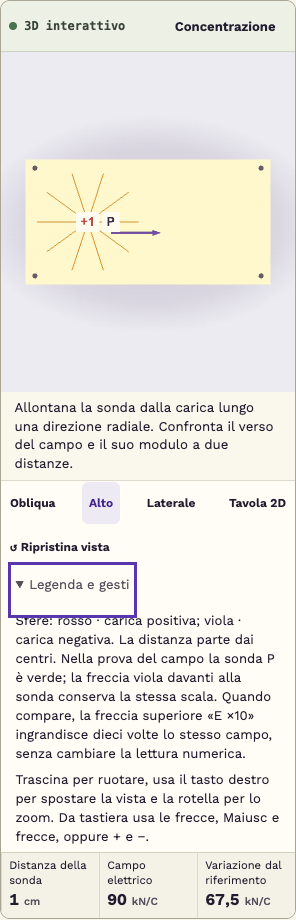 3D interattivo
Concentrazione
+1 P
Allontana la sonda dalla carica lungo
una direzione radiale. Confronta il verso
del campo e il suo modulo a due
distanze.
Obliqua Alto Laterale Tavola 2D
↺ Ripristina vista
▼ Legenda e gesti
Sfere: rosso · carica positiva; viola ·
carica negativa. La distanza parte dai
centri. Nella prova del campo la sonda P
è verde; la freccia viola davanti alla
sonda conserva la stessa scala. Quando
compare, la freccia superiore «E ×10»
ingrandisce dieci volte lo stesso campo,
senza cambiare la lettura numerica.
Trascina per ruotare, usa il tasto destro
per spostare la vista e la rotella per lo
zoom. Da tastiera usa le frecce, Maiusc e
frecce, oppure + e −.
Distanza della
sonda
1 cm
Campo
elettrico
90 kN/C
Variazione dal
riferimento
67,5 kN/C